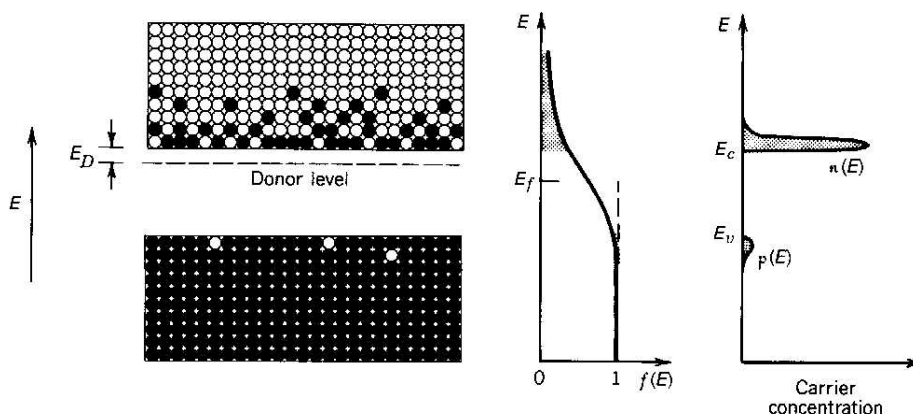 E_D
E
Donor level
E
E_f
0
1
f(E)
E
E_c
n(E)
E_v
p(E)
Carrier
concentration